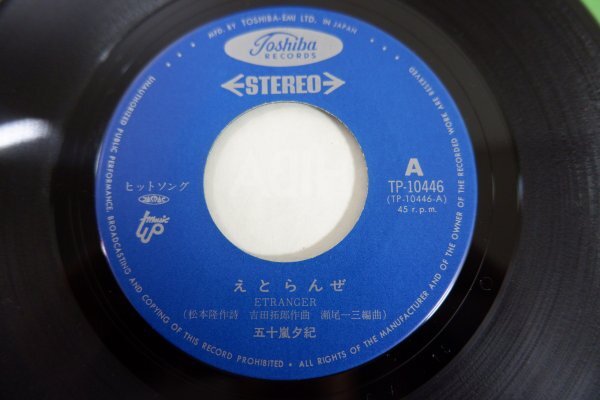 MFD. BY TOSHIBA-EMI LTD. IN JAPAN
Toshiba
RECORDS
STEREO
A
TP-10446
(TP-10446-A)
45 r.p.m.
ヒットソング
music
up
えとらんぜ
ETRANGER
(松本隆作詩 吉田拓郎作曲 瀬尾一三編曲)
五十嵐夕紀
UNAUTHORIZED PUBLIC PERFORMANCE, BROADCASTING AND COPYING OF THIS RECORD PROHIBITED • ALL RIGHTS OF THE MANUFACTURER AND OF THE OWNER OF THE RECORDED WORK ARE RESERVED